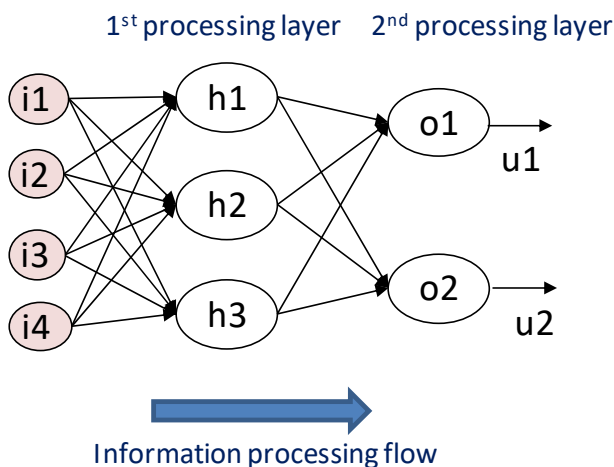 1st processing layer
2nd processing layer
i1
h1
o1
u1
i2
h2
i3
o2
i4
h3
u2
Information processing flow